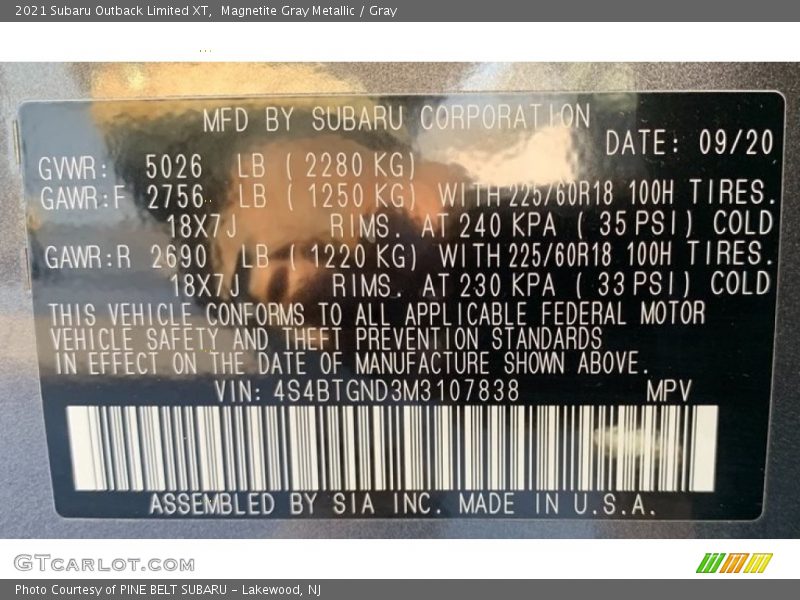 2021 Subaru Outback Limited XT,  Magnetite Gray Metallic / Gray
MFD BY SUBARU CORPORATION
DATE: 09/20
GVWR: 5026 LB ( 2280 KG)
GAWR:F 2756 LB ( 1250 KG) WITH 225/60R18 100H TIRES.
18X7J RIMS. AT 240 KPA ( 35 PSI) COLD
GAWR:R 2690 LB ( 1220 KG) WITH 225/60R18 100H TIRES.
18X7J RIMS. AT 230 KPA ( 33 PSI) COLD
THIS VEHICLE CONFORMS TO ALL APPLICABLE FEDERAL MOTOR
VEHICLE SAFETY AND THEFT PREVENTION STANDARDS
IN EFFECT ON THE DATE OF MANUFACTURE SHOWN ABOVE.
VIN: 4S4BTGND3M3107838 MPV
ASSEMBLED BY SIA INC. MADE IN U.S.A.
GTCARLOT.COM
Photo Courtesy of PINE BELT SUBARU - Lakewood, NJ